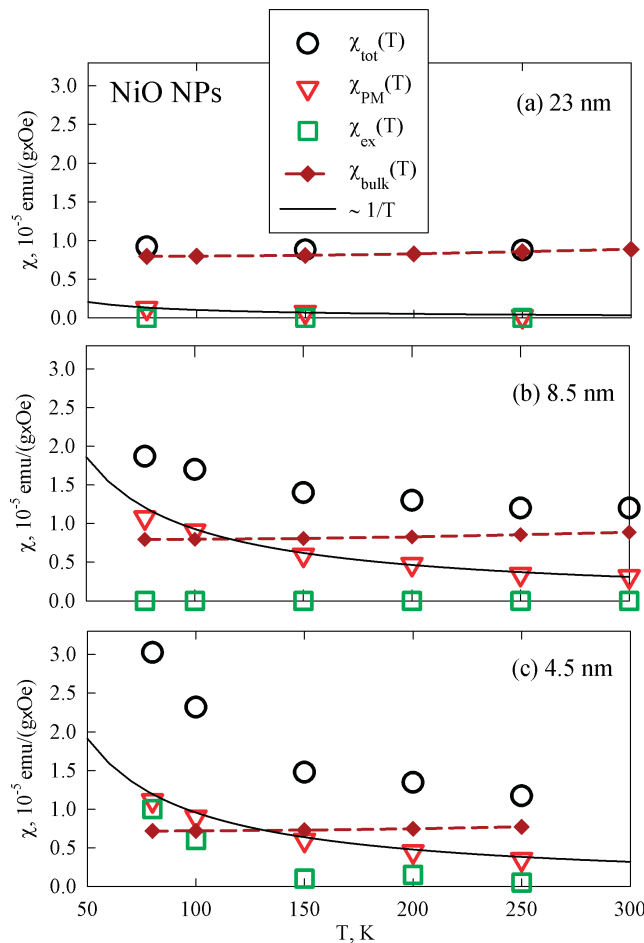 χtot(T)
χPM(T)
χex(T)
χbulk(T)
~ 1/T
NiO NPs
(a) 23 nm
χ, 10^-5 emu/(gxOe)
3.0
2.5
2.0
1.5
1.0
0.5
0.0
(b) 8.5 nm
χ, 10^-5 emu/(gxOe)
3.0
2.5
2.0
1.5
1.0
0.5
0.0
(c) 4.5 nm
χ, 10^-5 emu/(gxOe)
3.0
2.5
2.0
1.5
1.0
0.5
0.0
50 100 150 200 250 300
T, K